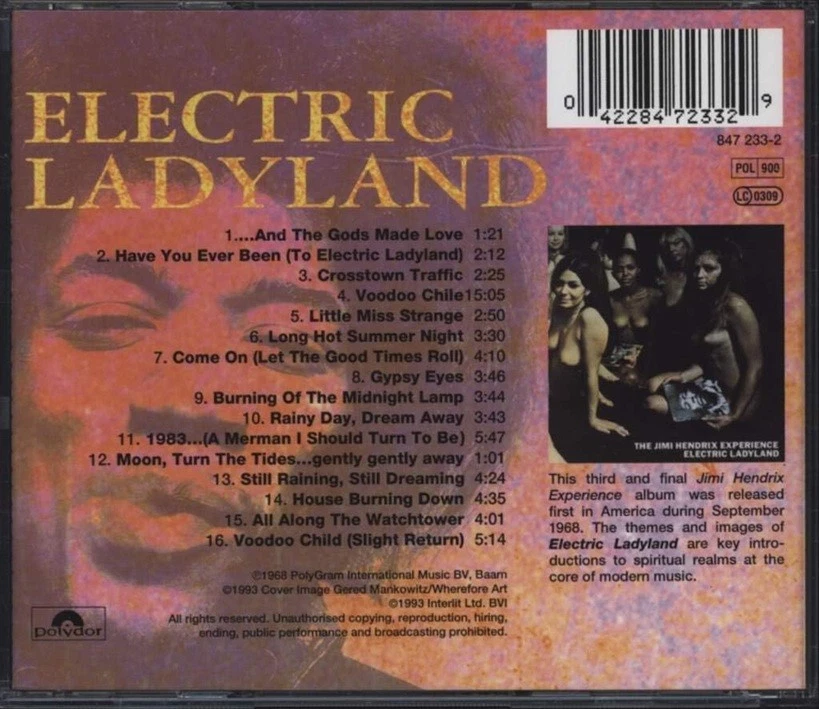 ELECTRIC
LADYLAND
0 42284 72332 9
847 233-2
POL 900
LC 0309
1....And The Gods Made Love 1:21
2. Have You Ever Been (To Electric Ladyland) 2:12
3. Crosstown Traffic 2:25
4. Voodoo Chile15:05
5. Little Miss Strange 2:50
6. Long Hot Summer Night 3:30
7. Come On (Let The Good Times Roll) 4:10
8. Gypsy Eyes 3:46
9. Burning Of The Midnight Lamp 3:44
10. Rainy Day, Dream Away 3:43
11. 1983...(A Merman I Should Turn To Be) 5:47
12. Moon, Turn The Tides...gently gently away 1:01
13. Still Raining, Still Dreaming 4:24
14. House Burning Down 4:35
15. All Along The Watchtower 4:01
16. Voodoo Child (Slight Return) 5:14
THE JIMI HENDRIX EXPERIENCE
ELECTRIC LADYLAND
This third and final Jimi Hendrix
Experience album was released
first in America during September
1968. The themes and images of
Electric Ladyland are key intro-
ductions to spiritual realms at the
core of modern music.
℗1968 PolyGram International Music BV, Baarn
©1993 Cover Image Gered Mankowitz/Wherefore Art
©1993 Interlit Ltd. BVI
All rights reserved. Unauthorised copying, reproduction, hiring,
lending, public performance and broadcasting prohibited.
polydor